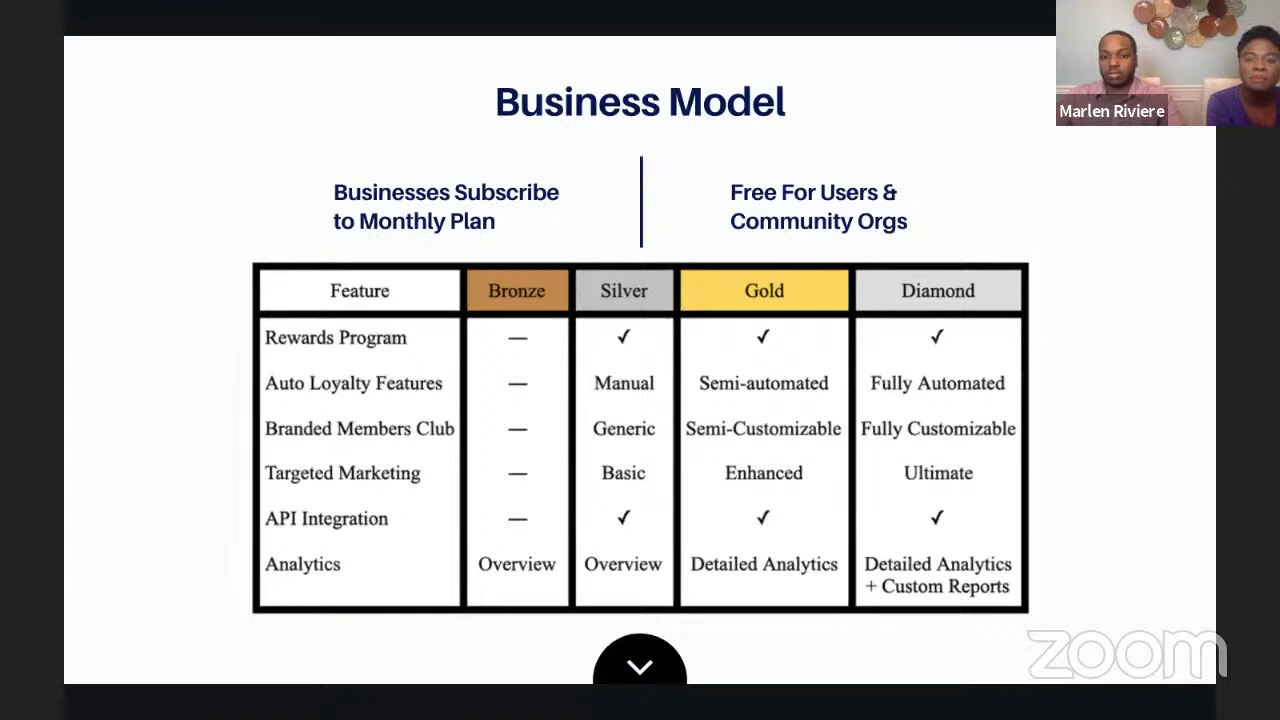 Business Model
Marlen Riviere
Businesses Subscribe
to Monthly Plan
Free For Users &
Community Orgs
Feature Bronze Silver Gold Diamond
Rewards Program — ✓ ✓ ✓
Auto Loyalty Features — Manual Semi-automated Fully Automated
Branded Members Club — Generic Semi-Customizable Fully Customizable
Targeted Marketing — Basic Enhanced Ultimate
API Integration — ✓ ✓ ✓
Analytics Overview Overview Detailed Analytics Detailed Analytics
+ Custom Reports
zoom